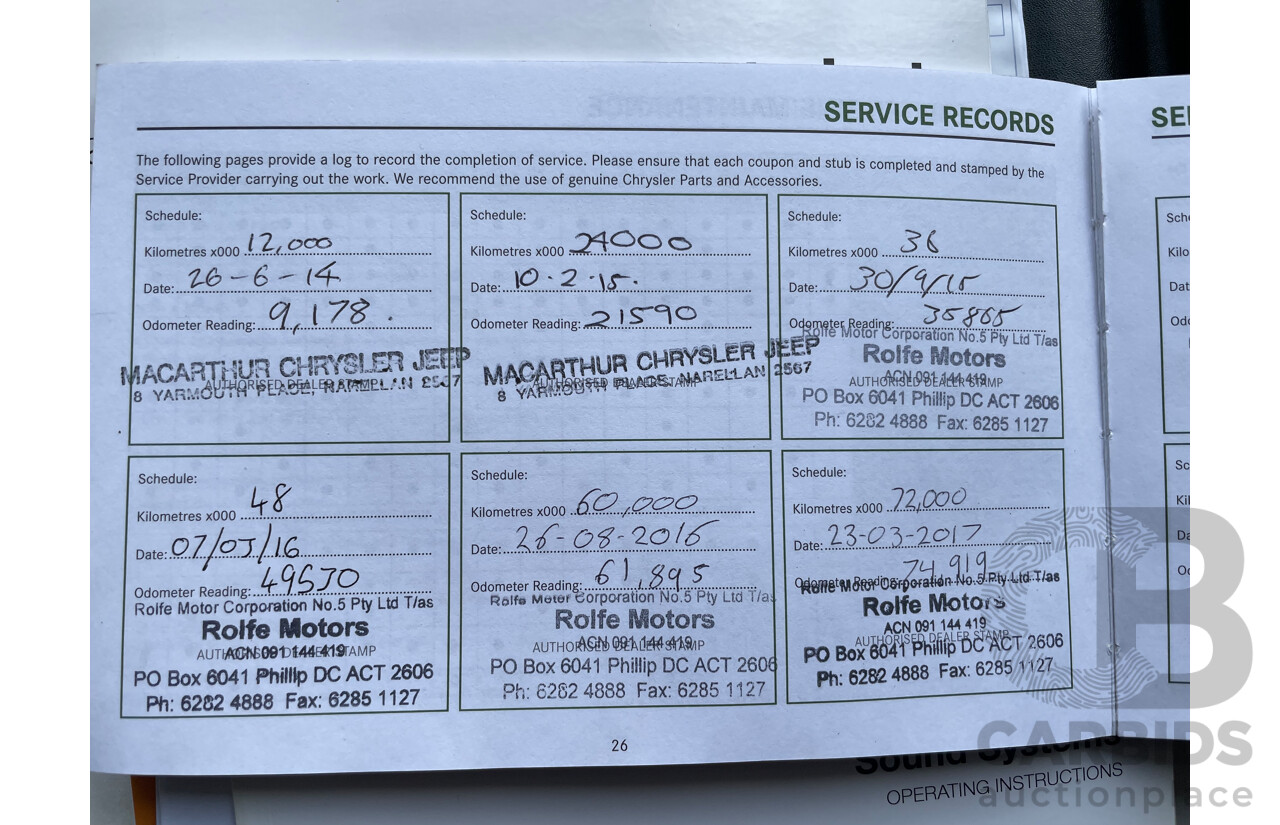 SERVICE RECORDS
The following pages provide a log to record the completion of service. Please ensure that each coupon and stub is completed and stamped by the
Service Provider carrying out the work. We recommend the use of genuine Chrysler Parts and Accessories.
Schedule:
Kilometres x000 12,000
Date: 26-6-14
Odometer Reading: 9,178.
MACARTHUR CHRYSLER JEEP
AUTHORISED DEALER STAMP
8 YARMOUTH PLACE, NARELLAN 2567
Schedule:
Kilometres x000 24000
Date: 10.2.15.
Odometer Reading: 21590
MACARTHUR CHRYSLER JEEP
AUTHORISED DEALER STAMP
8 YARMOUTH PLACE, NARELLAN 2567
Schedule:
Kilometres x000 36
Date: 30/9/15
Odometer Reading: 35865
Rolfe Motor Corporation No.5 Pty Ltd T/as
Rolfe Motors
ACN 091 144 419
AUTHORISED DEALER STAMP
PO Box 6041 Phillip DC ACT 2606
Ph: 6282 4888 Fax: 6285 1127
Schedule:
Kilometres x000 48
Date: 07/03/16
Odometer Reading: 49530
Rolfe Motor Corporation No.5 Pty Ltd T/as
Rolfe Motors
AUTHORISED DEALER STAMP
ACN 091 144 419
PO Box 6041 Phillip DC ACT 2606
Ph: 6282 4888 Fax: 6285 1127
Schedule:
Kilometres x000 60,000
Date: 26-08-2016
Odometer Reading: 61,895
Rolfe Motor Corporation No.5 Pty Ltd T/as
Rolfe Motors
ACN 091 144 419
AUTHORISED DEALER STAMP
PO Box 6041 Phillip DC ACT 2606
Ph: 6282 4888 Fax: 6285 1127
Schedule:
Kilometres x000 72,000
Date: 23-03-2017
Odometer Reading: 74,919
Rolfe Motor Corporation No.5 Pty Ltd T/as
Rolfe Motors
ACN 091 144 419
AUTHORISED DEALER STAMP
PO Box 6041 Phillip DC ACT 2606
Ph: 6282 4888 Fax: 6285 1127
26
Sound Systems
OPERATING INSTRUCTIONS
CB
CARBIDS
auctionplace